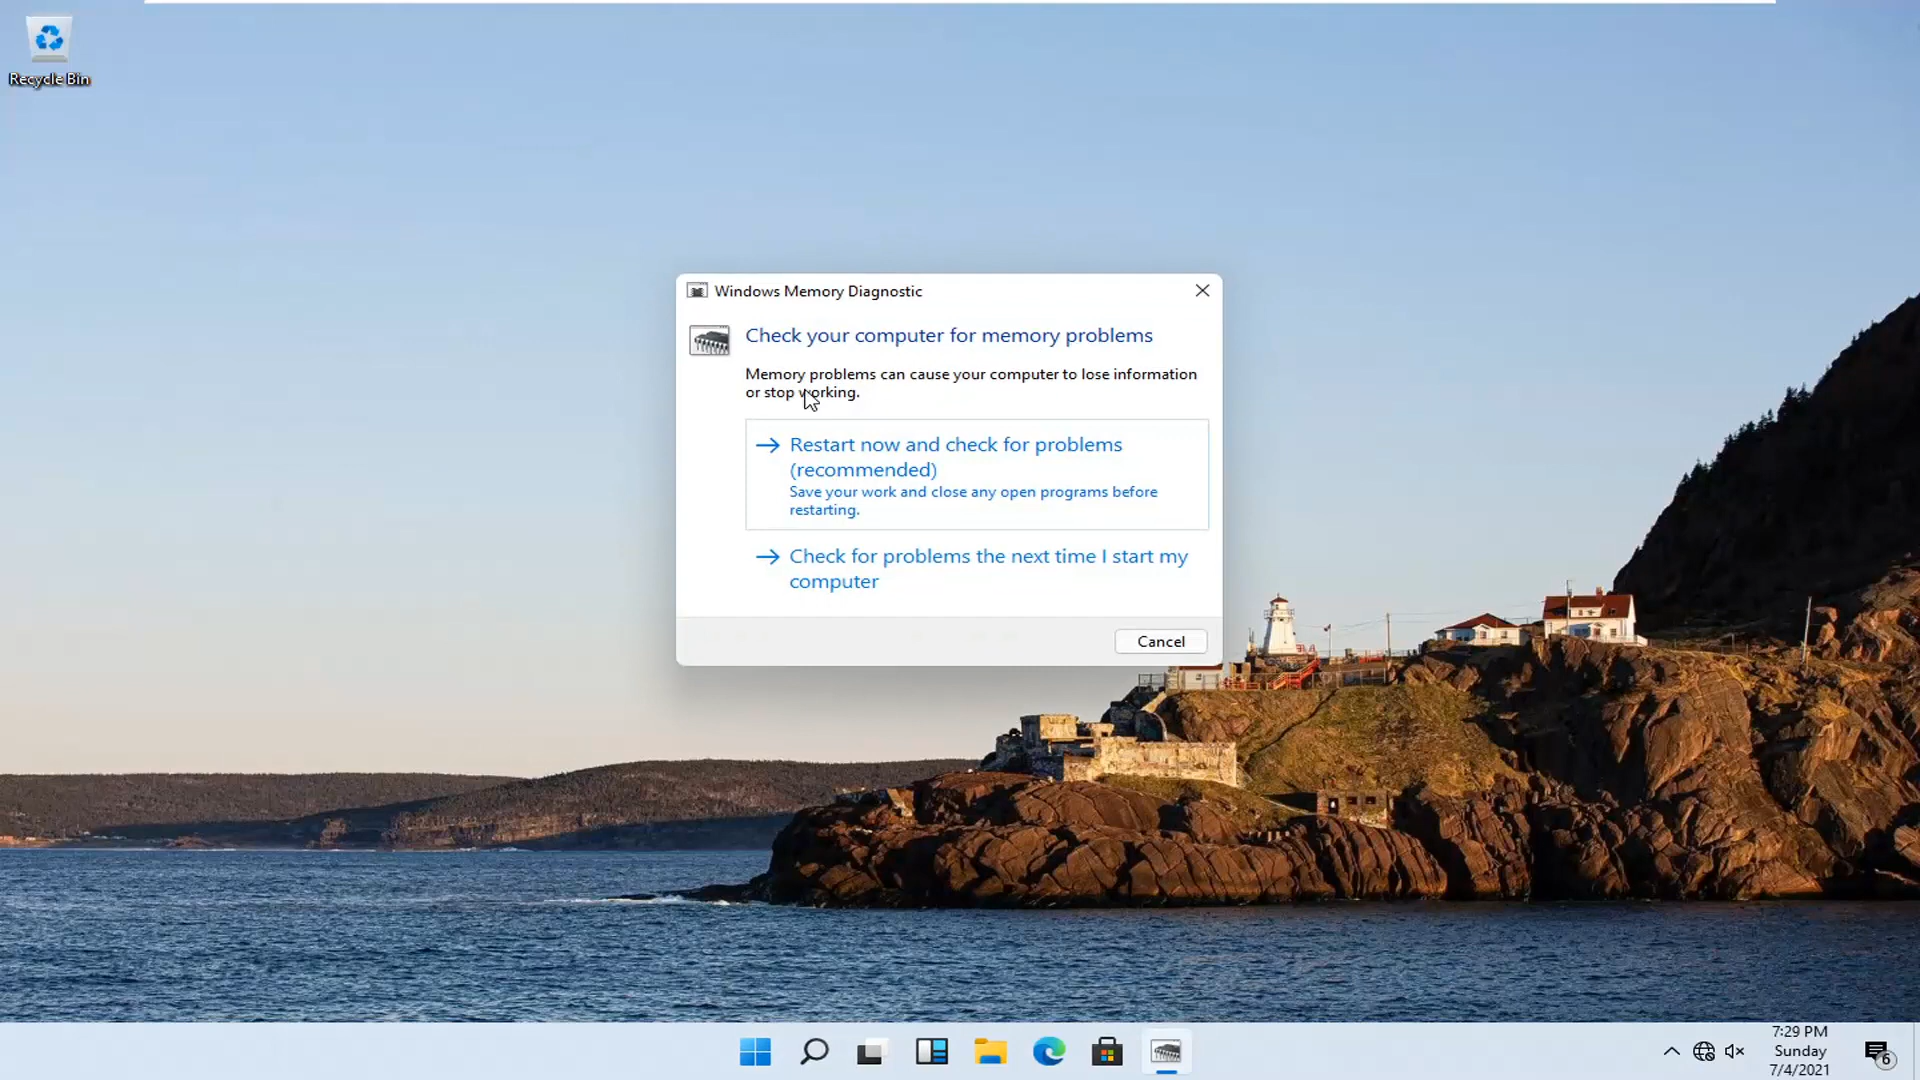 Recycle Bin
Windows Memory Diagnostic
Check your computer for memory problems
Memory problems can cause your computer to lose information
or stop working.
Restart now and check for problems
(recommended)
Save your work and close any open programs before
restarting.
Check for problems the next time I start my
computer
Cancel
7:29 PM
Sunday
7/4/2021
6